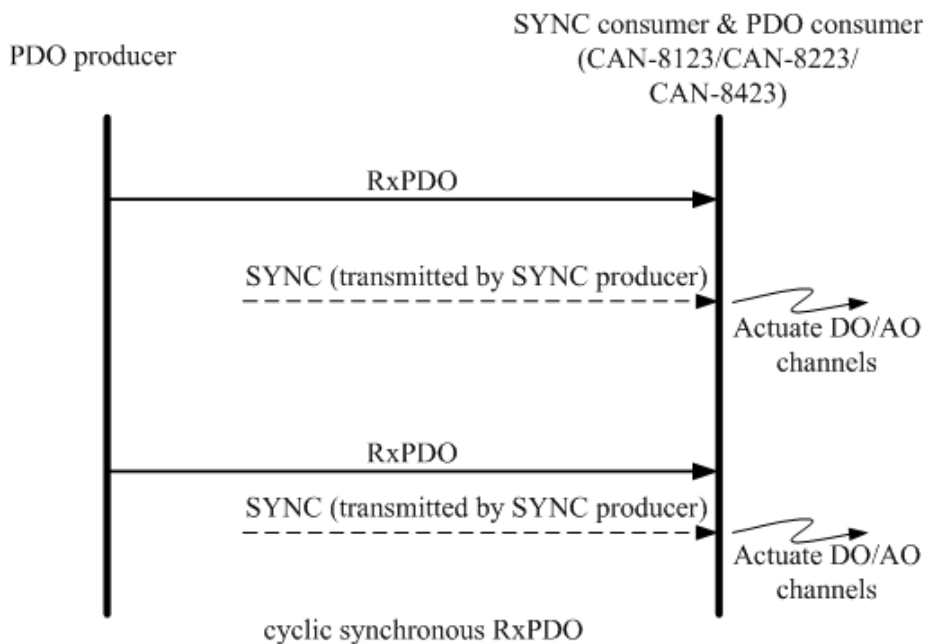 PDO producer
SYNC consumer & PDO consumer
(CAN-8123/CAN-8223/
CAN-8423)
RxPDO
SYNC (transmitted by SYNC producer)
Actuate DO/AO
channels
RxPDO
SYNC (transmitted by SYNC producer)
Actuate DO/AO
channels
cyclic synchronous RxPDO